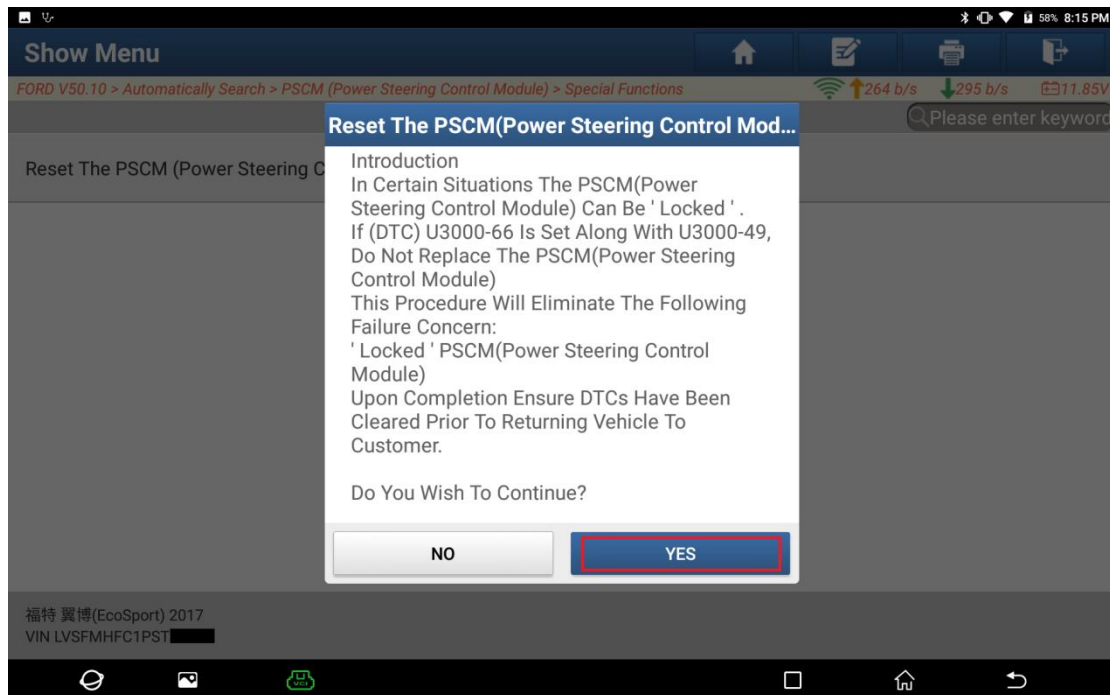 58% 8:15 PM
Show Menu
FORD V50.10 > Automatically Search > PSCM (Power Steering Control Module) > Special Functions
264 b/s 295 b/s 11.85V
Please enter keyword
Reset The PSCM(Power Steering Control Mod...
Reset The PSCM (Power Steering C
Introduction
In Certain Situations The PSCM(Power
Steering Control Module) Can Be ' Locked ' .
If (DTC) U3000-66 Is Set Along With U3000-49,
Do Not Replace The PSCM(Power Steering
Control Module)
This Procedure Will Eliminate The Following
Failure Concern:
' Locked ' PSCM(Power Steering Control
Module)
Upon Completion Ensure DTCs Have Been
Cleared Prior To Returning Vehicle To
Customer.
Do You Wish To Continue?
NO YES
福特 翼博(EcoSport) 2017
VIN LVSFMHFC1PST
VCI